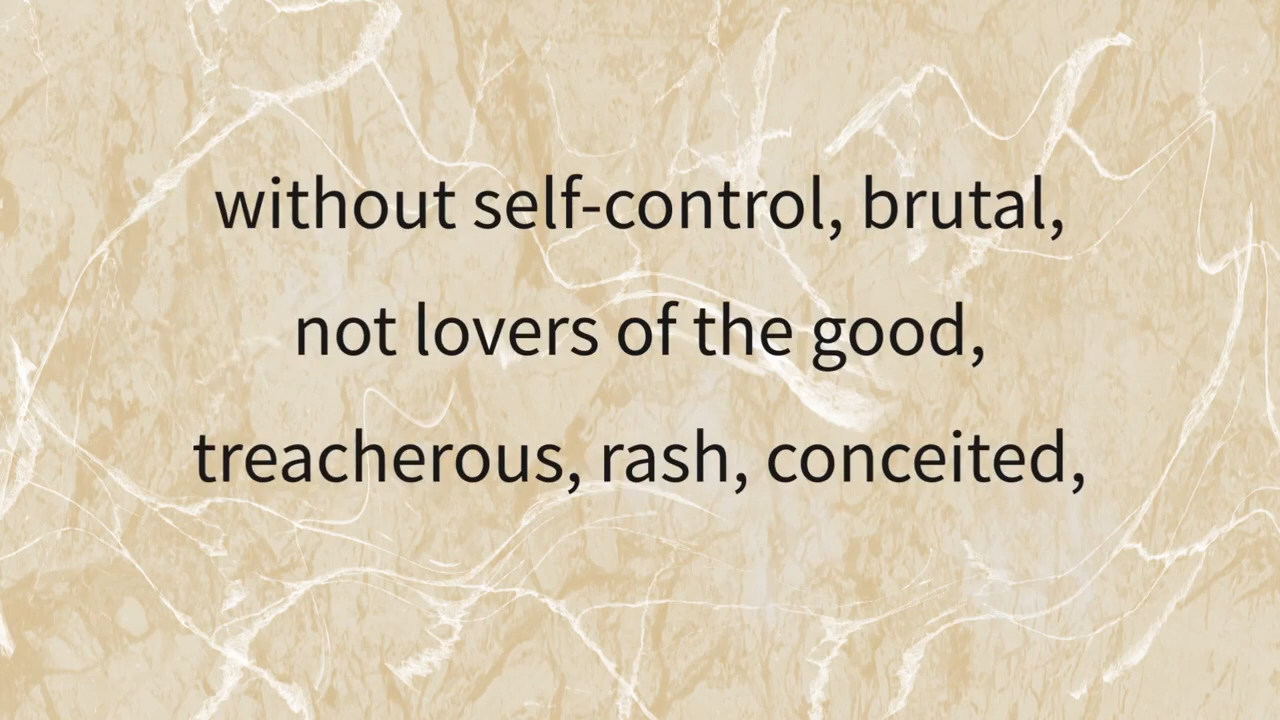 without self-control, brutal,
not lovers of the good,
treacherous, rash, conceited,